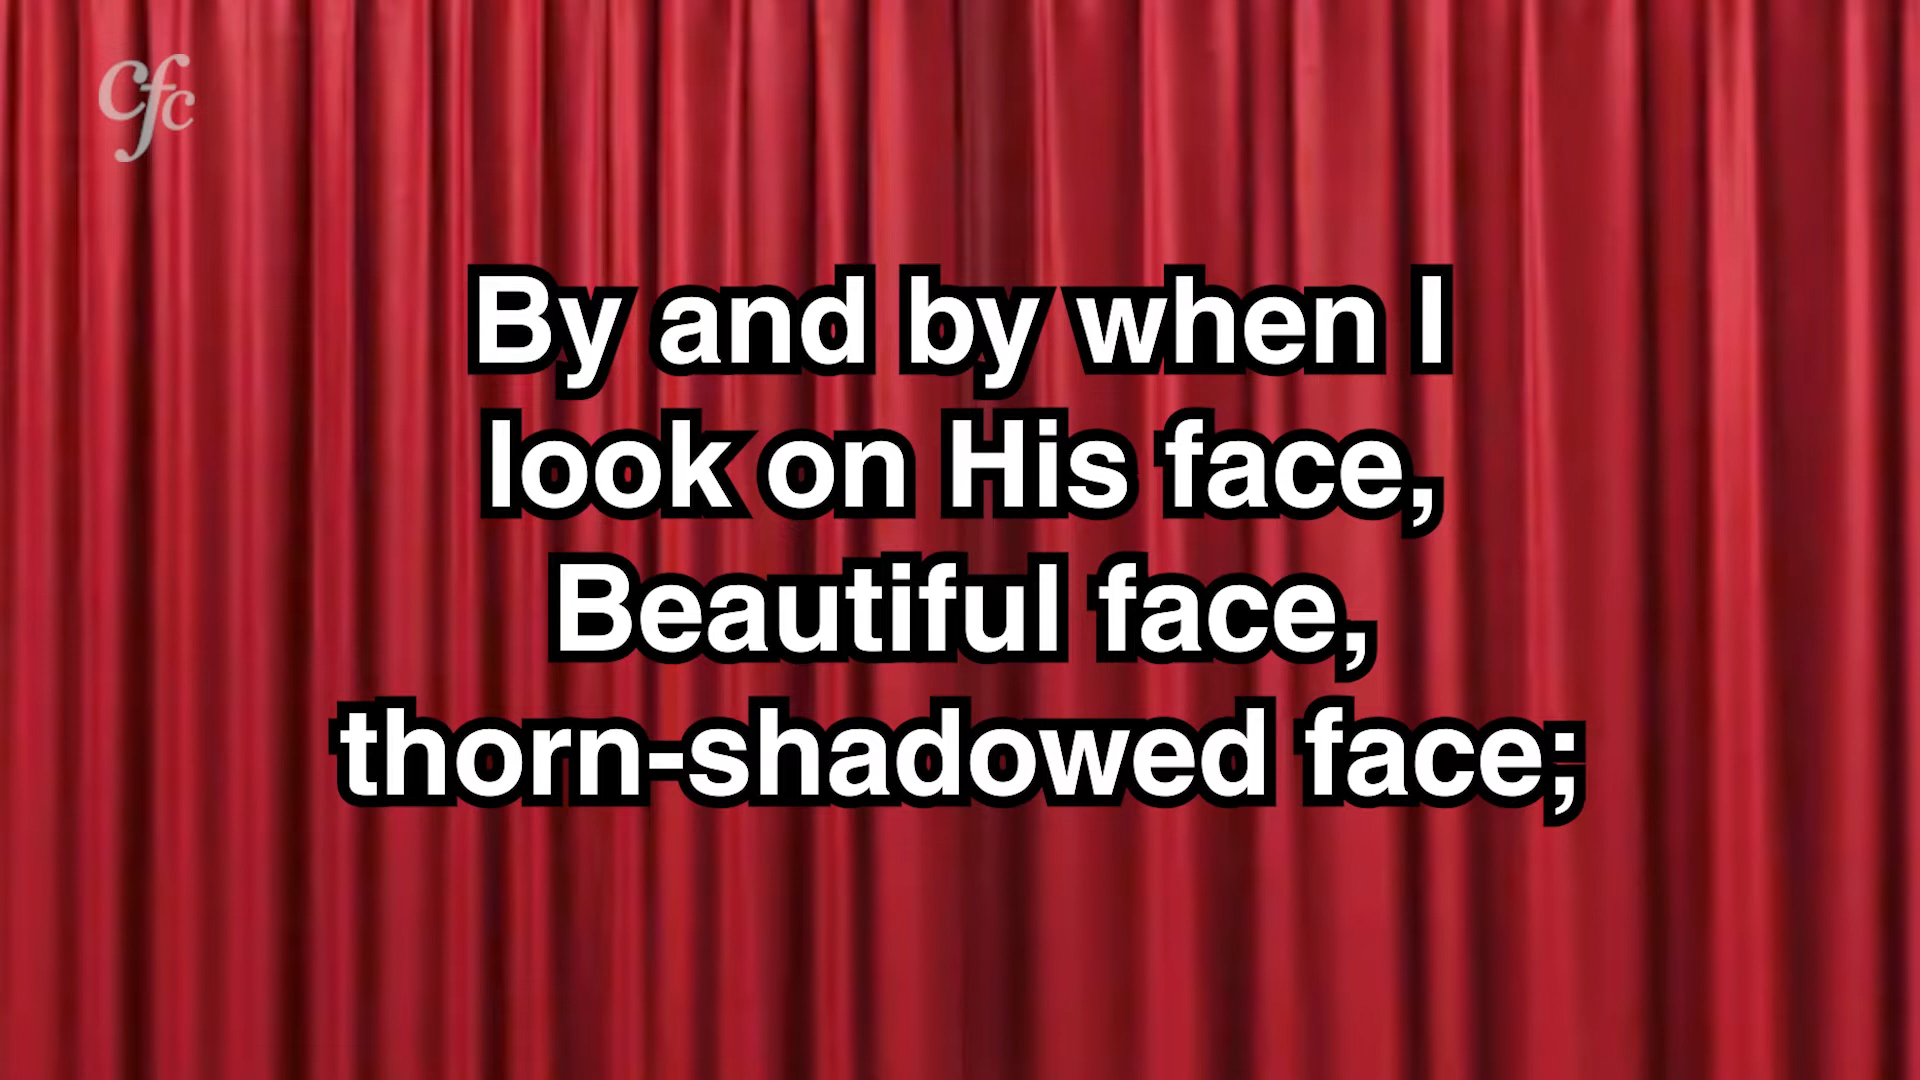 cfc
By and by when I
look on His face,
Beautiful face,
thorn-shadowed face;